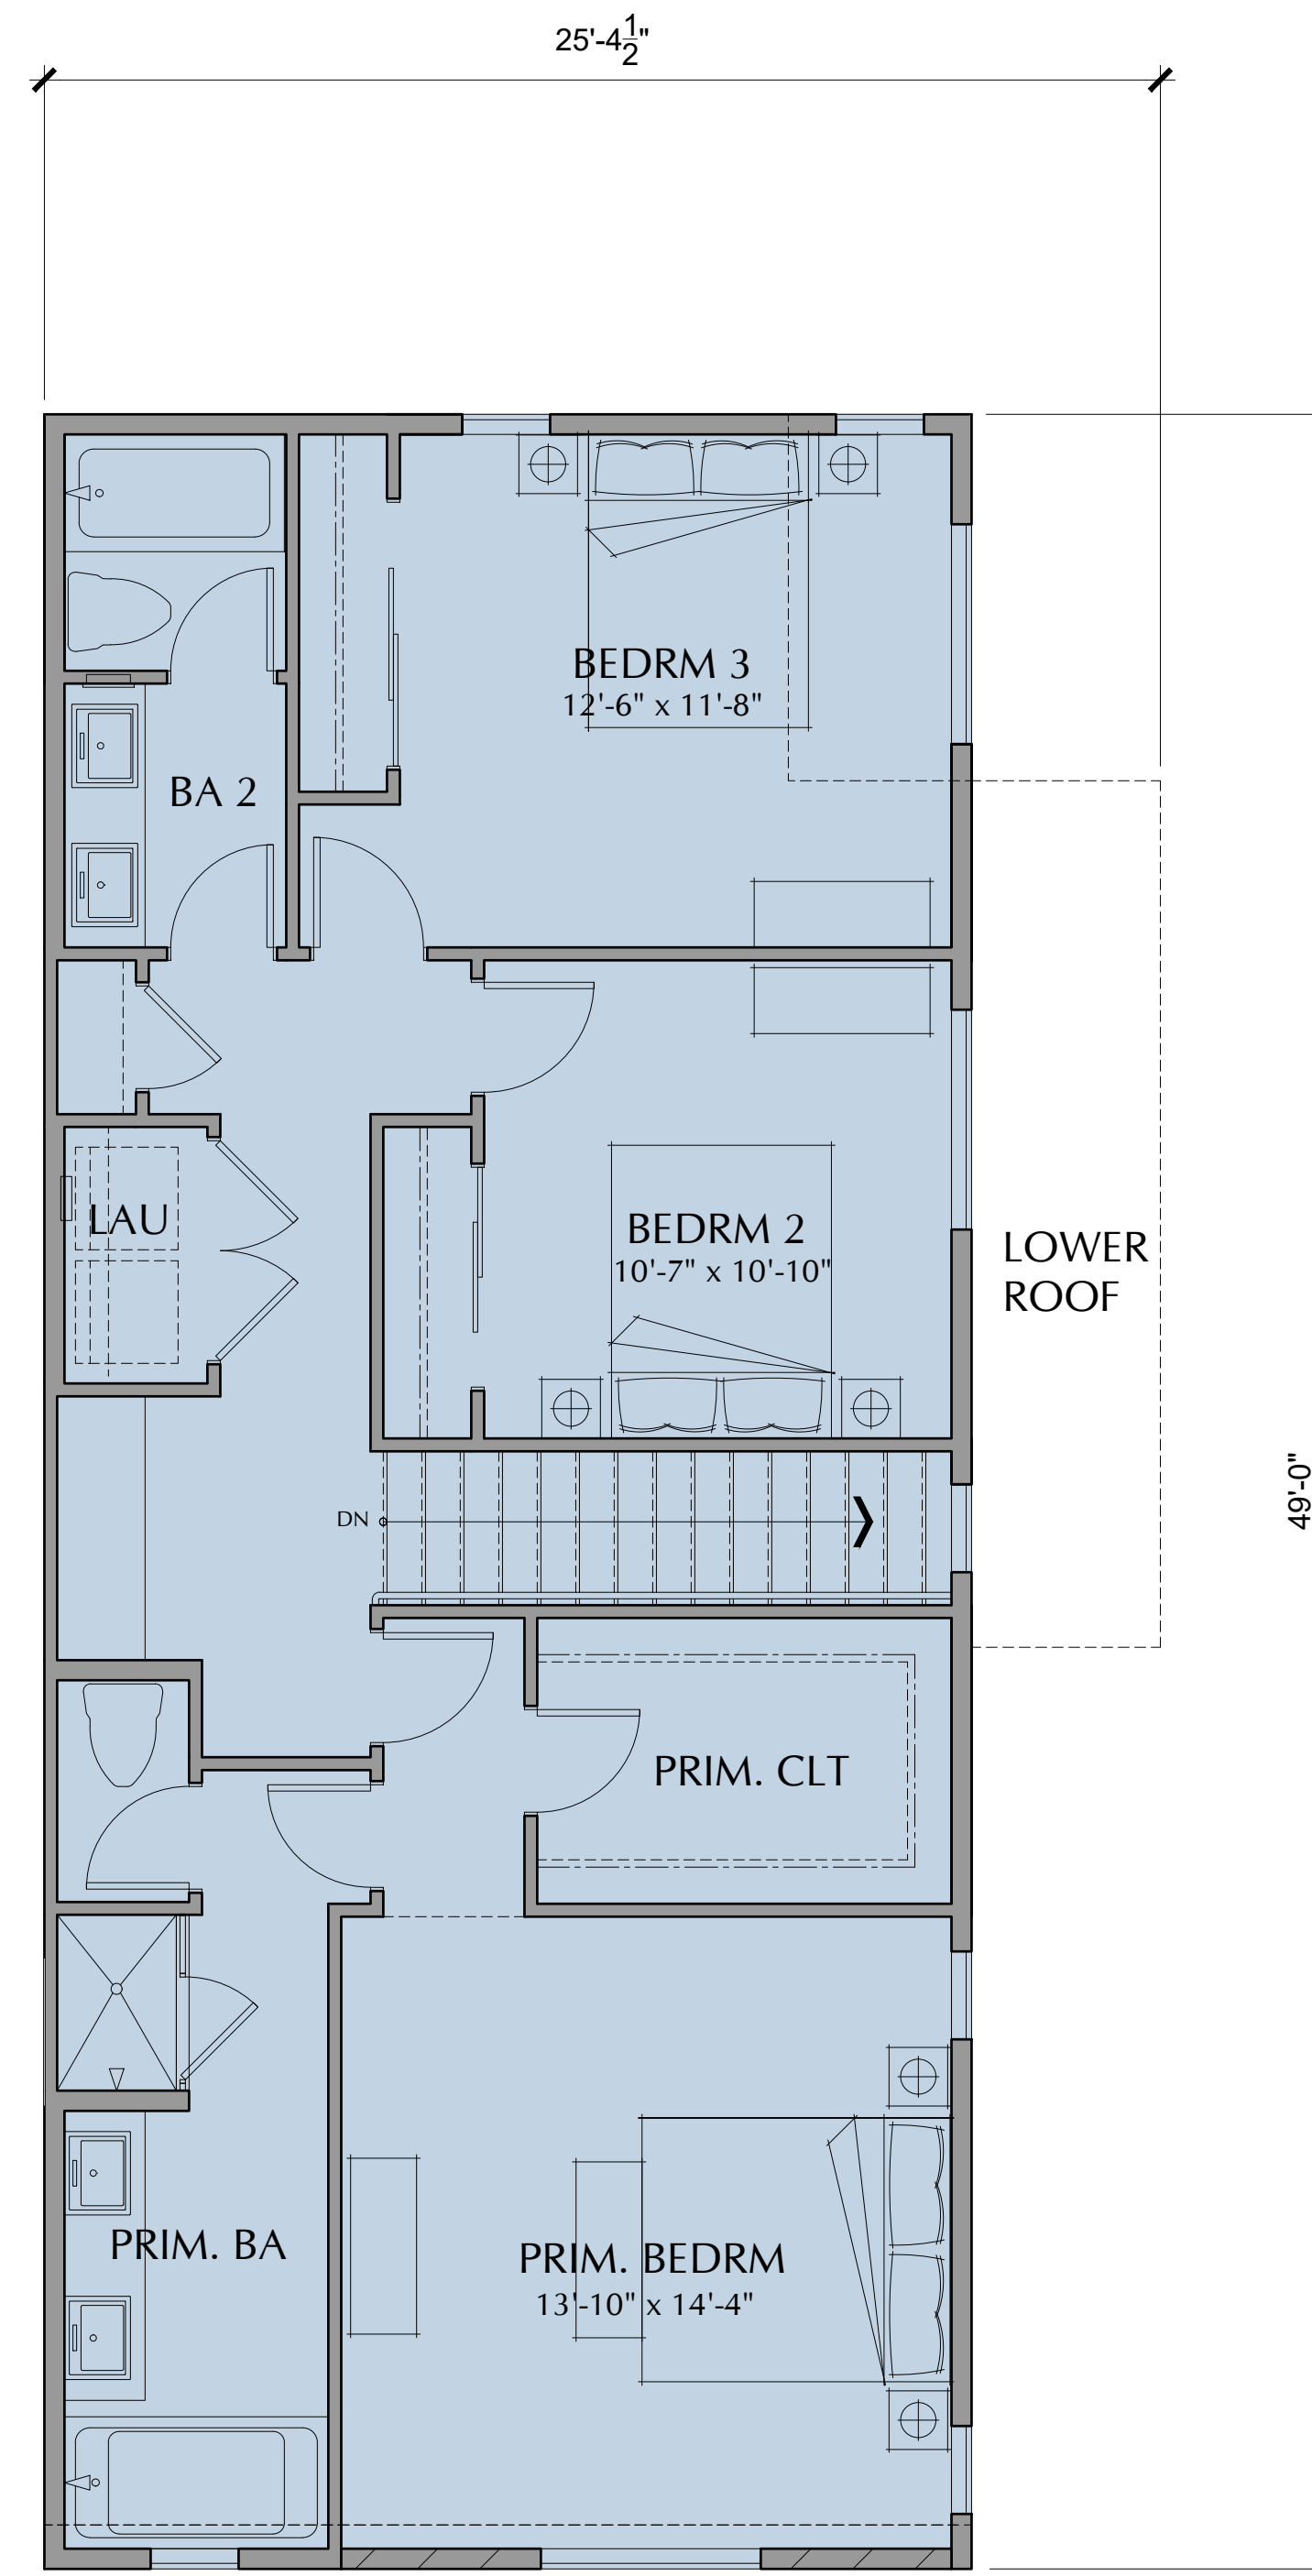 25'-4 1/2"
BEDRM 3
12'-6" x 11'-8"
BA 2
LAU
BEDRM 2
10'-7" x 10'-10"
LOWER
ROOF
49'-0"
DN
PRIM. CLT
PRIM. BA
PRIM. BEDRM
13'-10" x 14'-4"